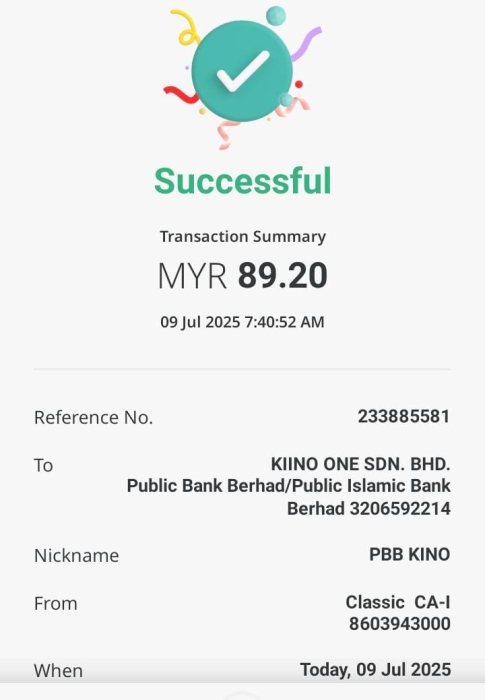 Successful
Transaction Summary
MYR 89.20
09 Jul 2025 7:40:52 AM
Reference No. 233885581
To KIINO ONE SDN. BHD.
Public Bank Berhad/Public Islamic Bank
Berhad 3206592214
Nickname PBB KINO
From Classic CA-I
8603943000
When Today, 09 Jul 2025